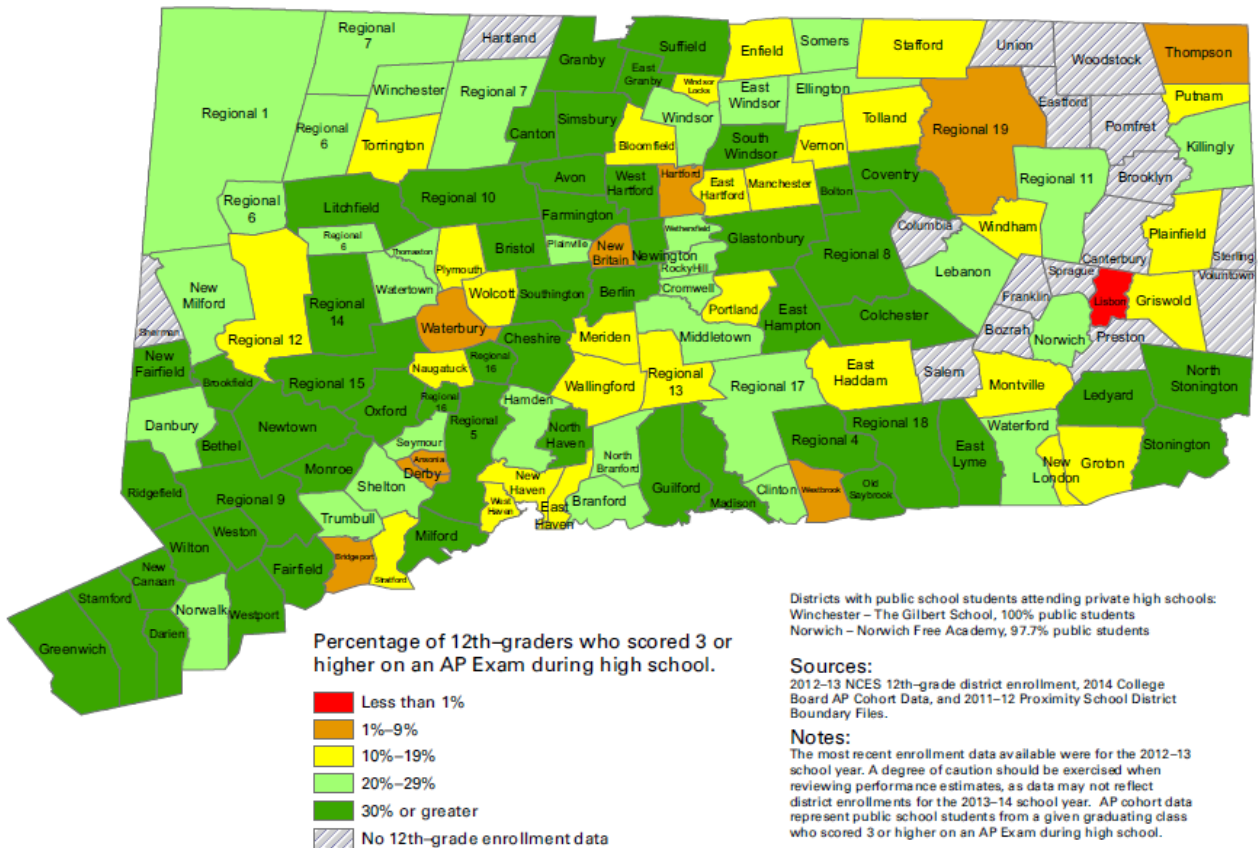 Regional
7
Hartland
Suffield
Granby
East
Granby
Enfield
Somers
Stafford
Union
Woodstock
Thompson
Regional 1
Winchester
Regional 7
Windsor
Locks
East
Windsor
Ellington
Eastford
Putnam
Regional
6
Torrington
Canton
Simsbury
Windsor
Bloomfield
South
Windsor
Vernon
Tolland
Regional 19
Pomfret
Killingly
Regional
6
Litchfield
Regional 10
Avon
West
Hartford
Hartford
East
Hartford
Manchester
Bolton
Coventry
Regional 11
Brooklyn
Regional
6
Thomaston
Plymouth
Bristol
Farmington
Plainville
New
Britain
Newington
Wethersfield
RockyHill
Glastonbury
Regional 8
Columbia
Windham
Plainfield
Sterling
Canterbury
Voluntown
Sherman
New
Milford
Regional 12
Regional
14
Watertown
Waterbury
Wolcott
Southington
Berlin
Cromwell
Portland
East
Hampton
Colchester
Lebanon
Franklin
Sprague
Lisbon
Griswold
Bozrah
Norwich
Preston
New
Fairfield
Brookfield
Regional 15
Naugatuck
Regional
16
Cheshire
Meriden
Middletown
Wallingford
Regional
13
Regional 17
East
Haddam
Salem
Montville
Ledyard
North
Stonington
Danbury
Bethel
Newtown
Oxford
Regional
16
Regional
5
Hamden
North
Haven
Seymour
Ansonia
Derby
Monroe
Shelton
North
Branford
Guilford
Madison
Regional 4
Regional 18
East
Lyme
Waterford
New
London
Groton
Stonington
Ridgefield
Regional 9
Trumbull
New
Haven
West
Haven
East
Haven
Branford
Clinton
Westbrook
Old
Saybrook
Weston
Wilton
Milford
Bridgeport
Stratford
Fairfield
New
Canaan
Stamford
Norwalk
Westport
Darien
Greenwich
Percentage of 12th–graders who scored 3 or
higher on an AP Exam during high school.
Less than 1%
1%–9%
10%–19%
20%–29%
30% or greater
No 12th–grade enrollment data
Districts with public school students attending private high schools:
Winchester – The Gilbert School, 100% public students
Norwich – Norwich Free Academy, 97.7% public students
Sources:
2012–13 NCES 12th–grade district enrollment, 2014 College
Board AP Cohort Data, and 2011–12 Proximity School District
Boundary Files.
Notes:
The most recent enrollment data available were for the 2012–13
school year. A degree of caution should be exercised when
reviewing performance estimates, as data may not reflect
district enrollments for the 2013–14 school year. AP cohort data
represent public school students from a given graduating class
who scored 3 or higher on an AP Exam during high school.